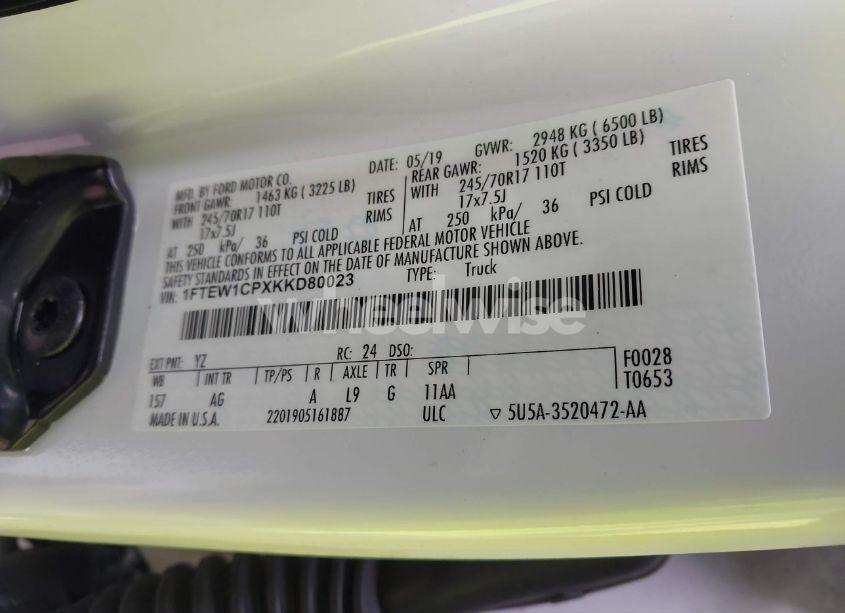 MFD. BY FORD MOTOR CO.
DATE: 05/19 GVWR: 2948 KG ( 6500 LB)
FRONT GAWR: 1463 KG ( 3225 LB)
REAR GAWR: 1520 KG ( 3350 LB)
WITH 245/70R17 110T TIRES
WITH 245/70R17 110T TIRES
17x7.5J RIMS
17x7.5J RIMS
AT 250 kPa/ 36 PSI COLD
AT 250 kPa/ 36 PSI COLD
THIS VEHICLE CONFORMS TO ALL APPLICABLE FEDERAL MOTOR VEHICLE
SAFETY STANDARDS IN EFFECT ON THE DATE OF MANUFACTURE SHOWN ABOVE.
VIN: 1FTEW1CPXKKD80023 TYPE: Truck
wheelwise
EXT PNT: YZ RC: 24 DSO: F0028
WB INT TR TP/PS R AXLE TR SPR T0653
157 AG A L9 G 11AA
MADE IN U.S.A. 2201905161887 ULC ▽ 5U5A-3520472-AA